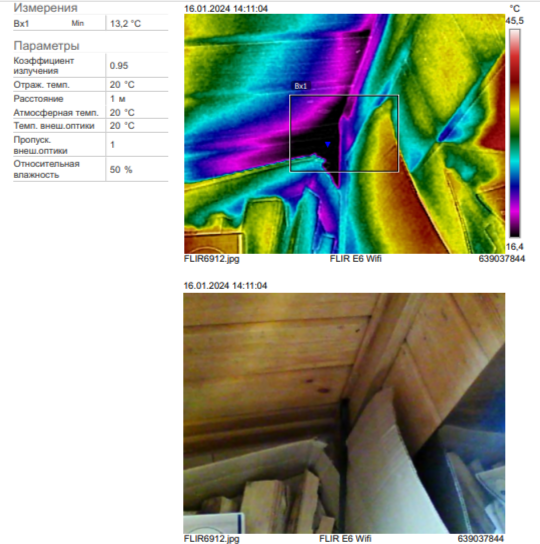 Измерения
Bx1 Min 13,2 °C
Параметры
Коэффициент
излучения 0.95
Отраж. темп. 20 °C
Расстояние 1 м
Атмосферная темп. 20 °C
Темп. внеш.оптики 20 °C
Пропуск.
внеш.оптики 1
Относительная
влажность 50 %
16.01.2024 14:11:04
°C
45,5
Bx1
16,4
FLIR6912.jpg FLIR E6 Wifi 639037844
16.01.2024 14:11:04
FLIR6912.jpg FLIR E6 Wifi 639037844